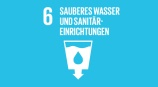 6 SAUBERES WASSER
UND SANITÄR-
EINRICHTUNGEN